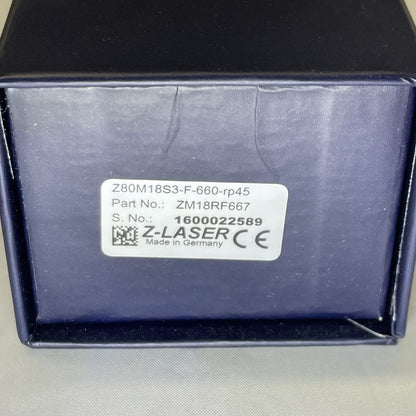 Z80M18S3-F-660-rp45
Part No.: ZM18RF667
S. No.: 1600022589
Z-LASER CE
Made in Germany